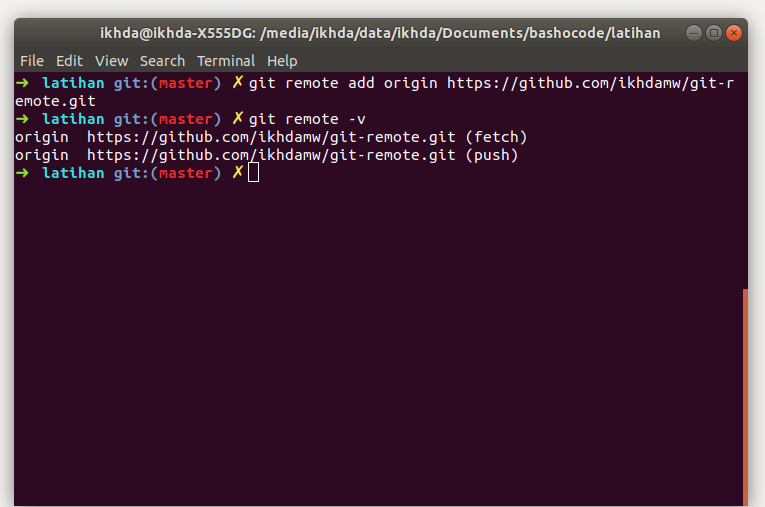 ikhda@ikhda-X555DG: /media/ikhda/data/ikhda/Documents/bashocode/latihan
File Edit View Search Terminal Help
➜ latihan git:(master) ✗ git remote add origin https://github.com/ikhdamw/git-r
emote.git
➜ latihan git:(master) ✗ git remote -v
origin https://github.com/ikhdamw/git-remote.git (fetch)
origin https://github.com/ikhdamw/git-remote.git (push)
➜ latihan git:(master) ✗